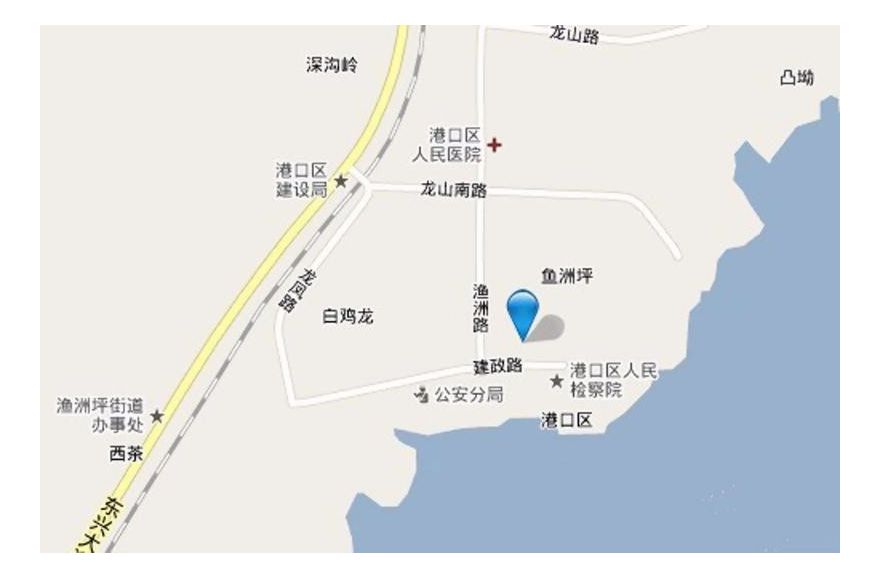 龙山路
深沟岭
凸坳
港口区
人民医院
港口区
建设局
龙山南路
鱼洲坪
龙凤路
渔洲路
白鸡龙
建政路
港口区人民
检察院
公安分局
渔洲坪街道
办事处
港口区
西茶
东兴大